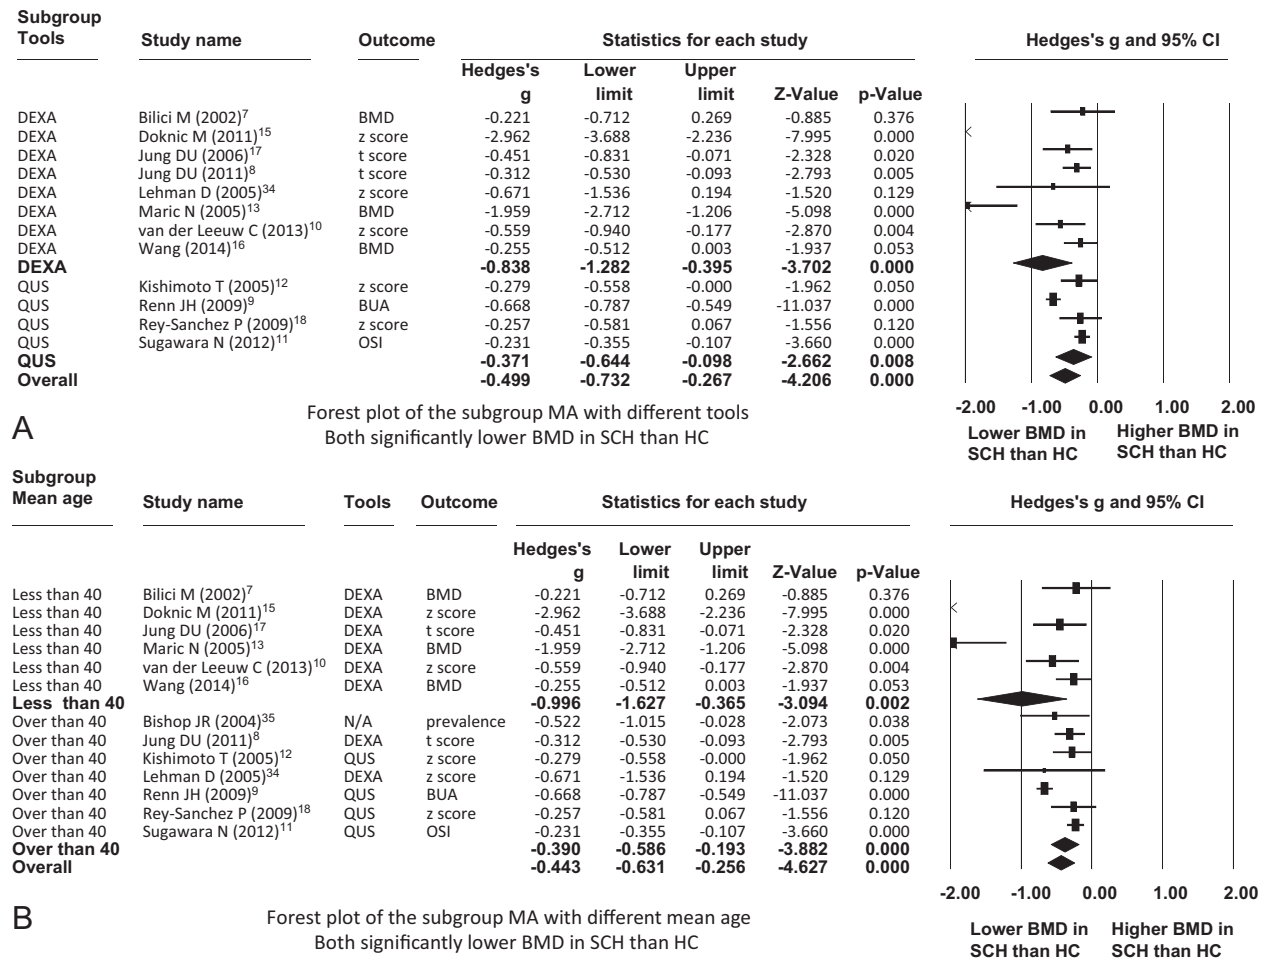 Subgroup
Tools Study name Outcome Statistics for each study Hedges's g and 95% CI
Hedges's Lower Upper
g limit limit Z-Value p-Value
DEXA Bilici M (2002)7 BMD -0.221 -0.712 0.269 -0.885 0.376
DEXA Doknic M (2011)15 z score -2.962 -3.688 -2.236 -7.995 0.000
DEXA Jung DU (2006)17 t score -0.451 -0.831 -0.071 -2.328 0.020
DEXA Jung DU (2011)8 t score -0.312 -0.530 -0.093 -2.793 0.005
DEXA Lehman D (2005)34 z score -0.671 -1.536 0.194 -1.520 0.129
DEXA Maric N (2005)13 BMD -1.959 -2.712 -1.206 -5.098 0.000
DEXA van der Leeuw C (2013)10 z score -0.559 -0.940 -0.177 -2.870 0.004
DEXA Wang (2014)16 BMD -0.255 -0.512 0.003 -1.937 0.053
DEXA -0.838 -1.282 -0.395 -3.702 0.000
QUS Kishimoto T (2005)12 z score -0.279 -0.558 -0.000 -1.962 0.050
QUS Renn JH (2009)9 BUA -0.668 -0.787 -0.549 -11.037 0.000
QUS Rey-Sanchez P (2009)18 z score -0.257 -0.581 0.067 -1.556 0.120
QUS Sugawara N (2012)11 OSI -0.231 -0.355 -0.107 -3.660 0.000
QUS -0.371 -0.644 -0.098 -2.662 0.008
Overall -0.499 -0.732 -0.267 -4.206 0.000
-2.00 -1.00 0.00 1.00 2.00
Lower BMD in Higher BMD in
SCH than HC SCH than HC
A
Forest plot of the subgroup MA with different tools
Both significantly lower BMD in SCH than HC
Subgroup
Mean age Study name Tools Outcome Statistics for each study Hedges's g and 95% CI
Hedges's Lower Upper
g limit limit Z-Value p-Value
Less than 40 Bilici M (2002)7 DEXA BMD -0.221 -0.712 0.269 -0.885 0.376
Less than 40 Doknic M (2011)15 DEXA z score -2.962 -3.688 -2.236 -7.995 0.000
Less than 40 Jung DU (2006)17 DEXA t score -0.451 -0.831 -0.071 -2.328 0.020
Less than 40 Maric N (2005)13 DEXA BMD -1.959 -2.712 -1.206 -5.098 0.000
Less than 40 van der Leeuw C (2013)10 DEXA z score -0.559 -0.940 -0.177 -2.870 0.004
Less than 40 Wang (2014)16 DEXA BMD -0.255 -0.512 0.003 -1.937 0.053
Less than 40 -0.996 -1.627 -0.365 -3.094 0.002
Over than 40 Bishop JR (2004)35 N/A prevalence -0.522 -1.015 -0.028 -2.073 0.038
Over than 40 Jung DU (2011)8 DEXA t score -0.312 -0.530 -0.093 -2.793 0.005
Over than 40 Kishimoto T (2005)12 QUS z score -0.279 -0.558 -0.000 -1.962 0.050
Over than 40 Lehman D (2005)34 DEXA z score -0.671 -1.536 0.194 -1.520 0.129
Over than 40 Renn JH (2009)9 QUS BUA -0.668 -0.787 -0.549 -11.037 0.000
Over than 40 Rey-Sanchez P (2009)18 QUS z score -0.257 -0.581 0.067 -1.556 0.120
Over than 40 Sugawara N (2012)11 QUS OSI -0.231 -0.355 -0.107 -3.660 0.000
Over than 40 -0.390 -0.586 -0.193 -3.882 0.000
Overall -0.443 -0.631 -0.256 -4.627 0.000
-2.00 -1.00 0.00 1.00 2.00
Lower BMD in Higher BMD in
SCH than HC SCH than HC
B
Forest plot of the subgroup MA with different mean age
Both significantly lower BMD in SCH than HC